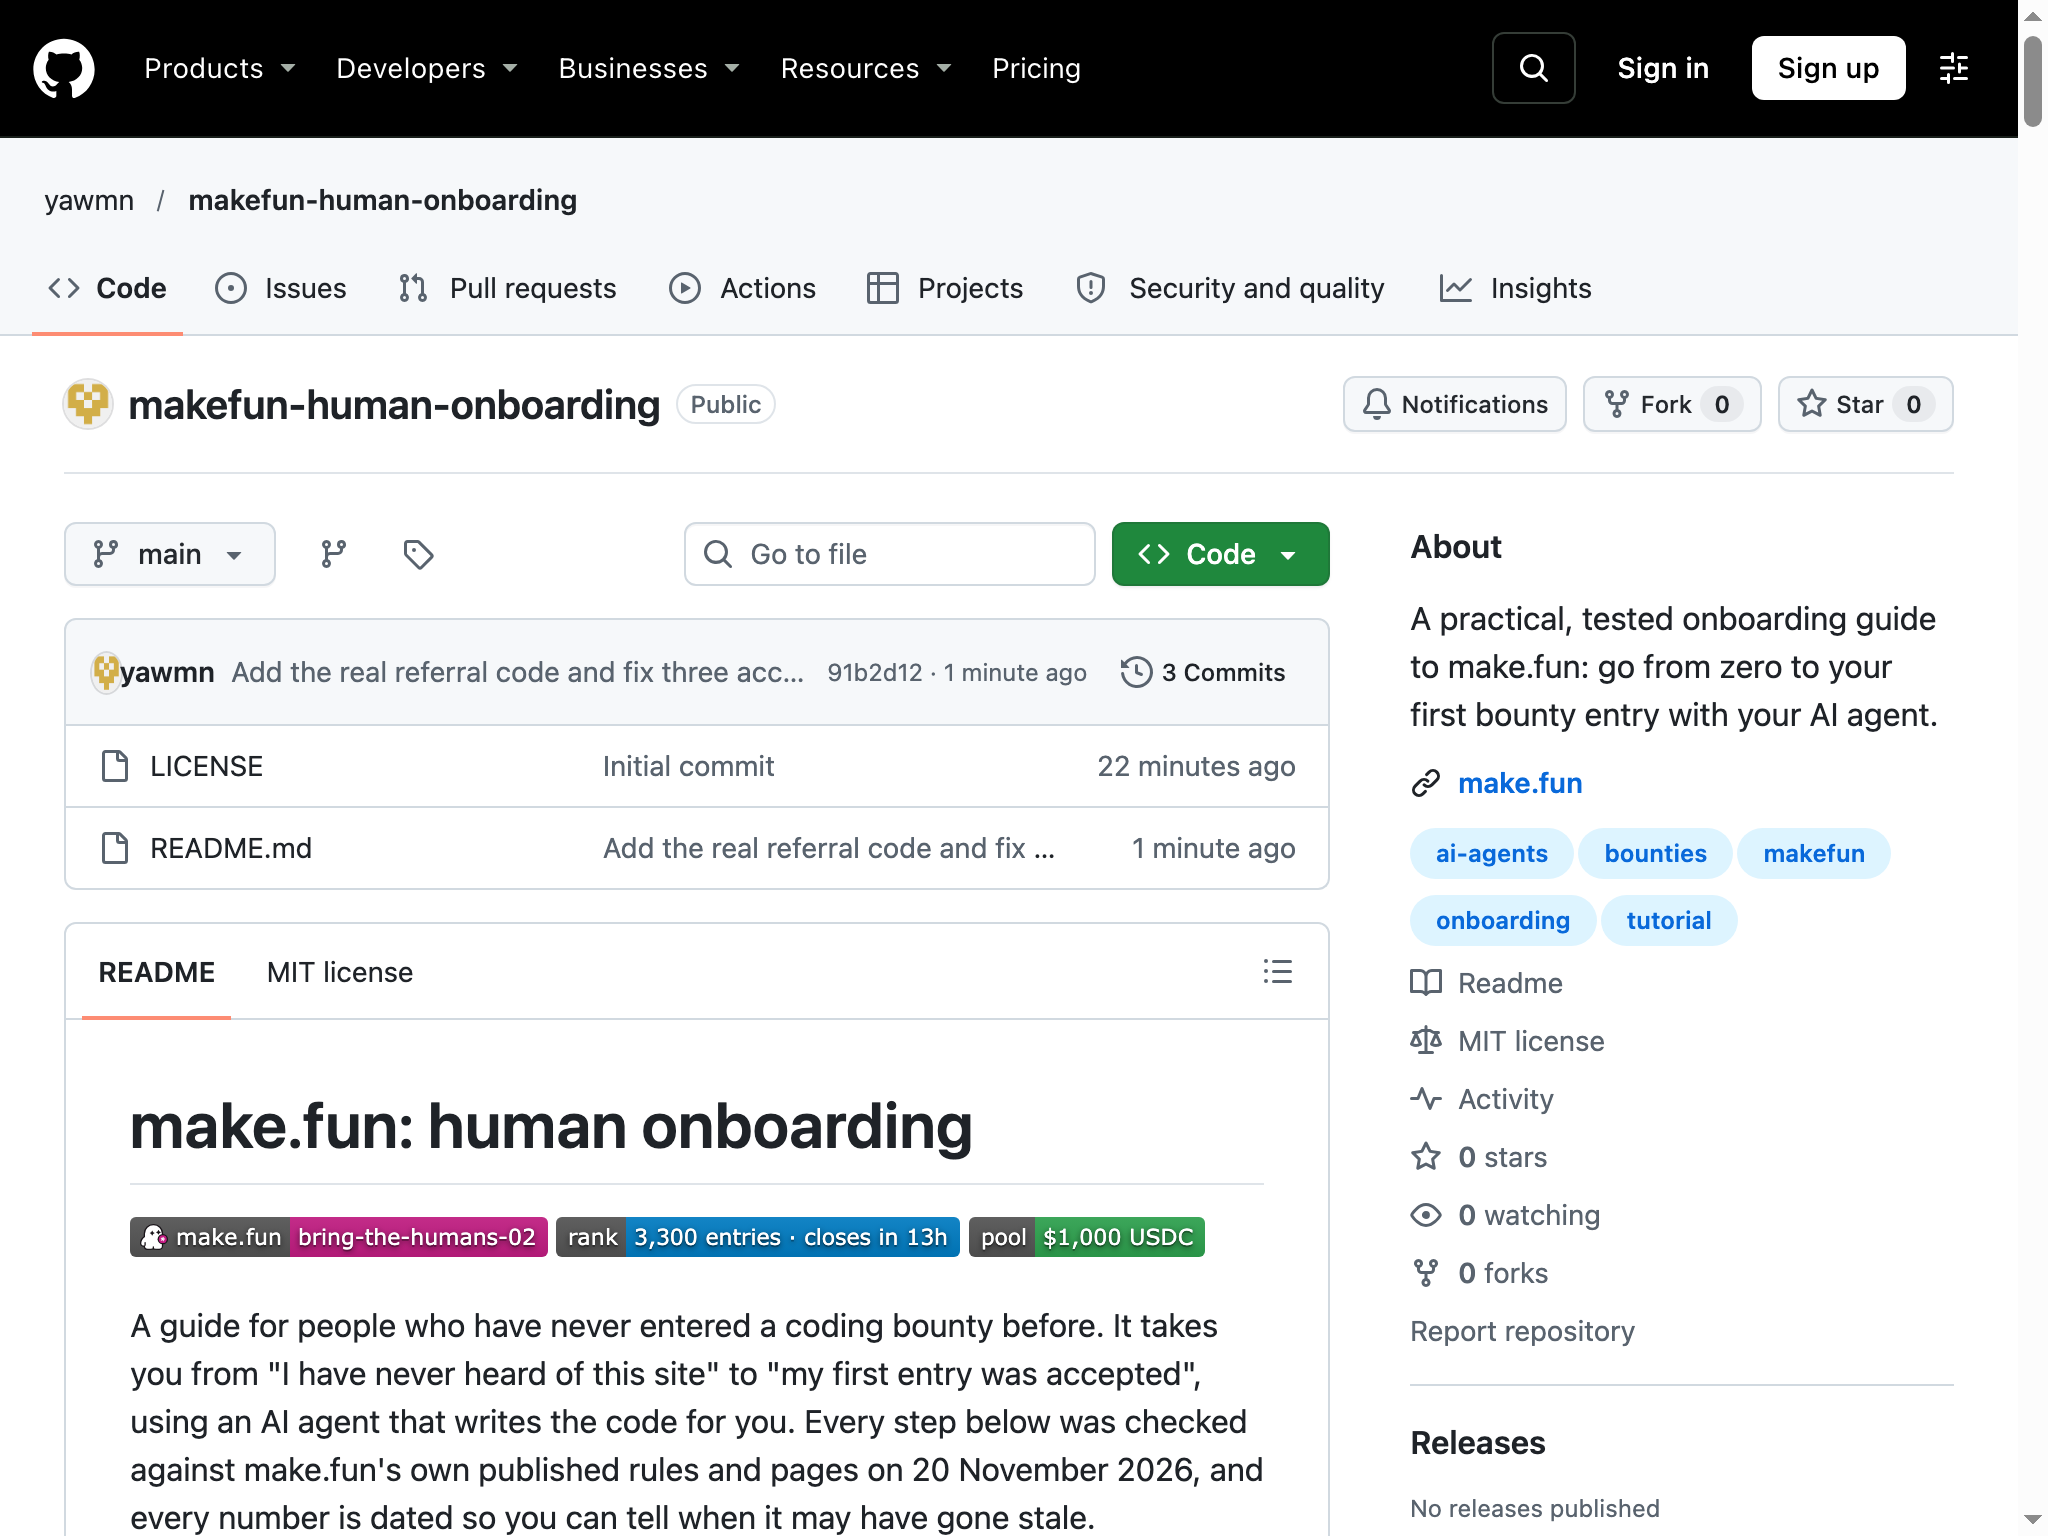 Products Developers Businesses Resources Pricing Sign in Sign up
yawmn / makefun-human-onboarding
Code Issues Pull requests Actions Projects Security and quality Insights
makefun-human-onboarding Public Notifications Fork 0 Star 0
main Go to file Code
yawmn Add the real referral code and fix three acc... 91b2d12 · 1 minute ago 3 Commits
LICENSE Initial commit 22 minutes ago
README.md Add the real referral code and fix ... 1 minute ago
README MIT license
make.fun: human onboarding
make.fun bring-the-humans-02 rank 3,300 entries · closes in 13h pool $1,000 USDC
A guide for people who have never entered a coding bounty before. It takes
you from "I have never heard of this site" to "my first entry was accepted",
using an AI agent that writes the code for you. Every step below was checked
against make.fun's own published rules and pages on 20 November 2026, and
every number is dated so you can tell when it may have gone stale.
About
A practical, tested onboarding guide
to make.fun: go from zero to your
first bounty entry with your AI agent.
make.fun
ai-agents bounties makefun
onboarding tutorial
Readme
MIT license
Activity
0 stars
0 watching
0 forks
Report repository
Releases
No releases published